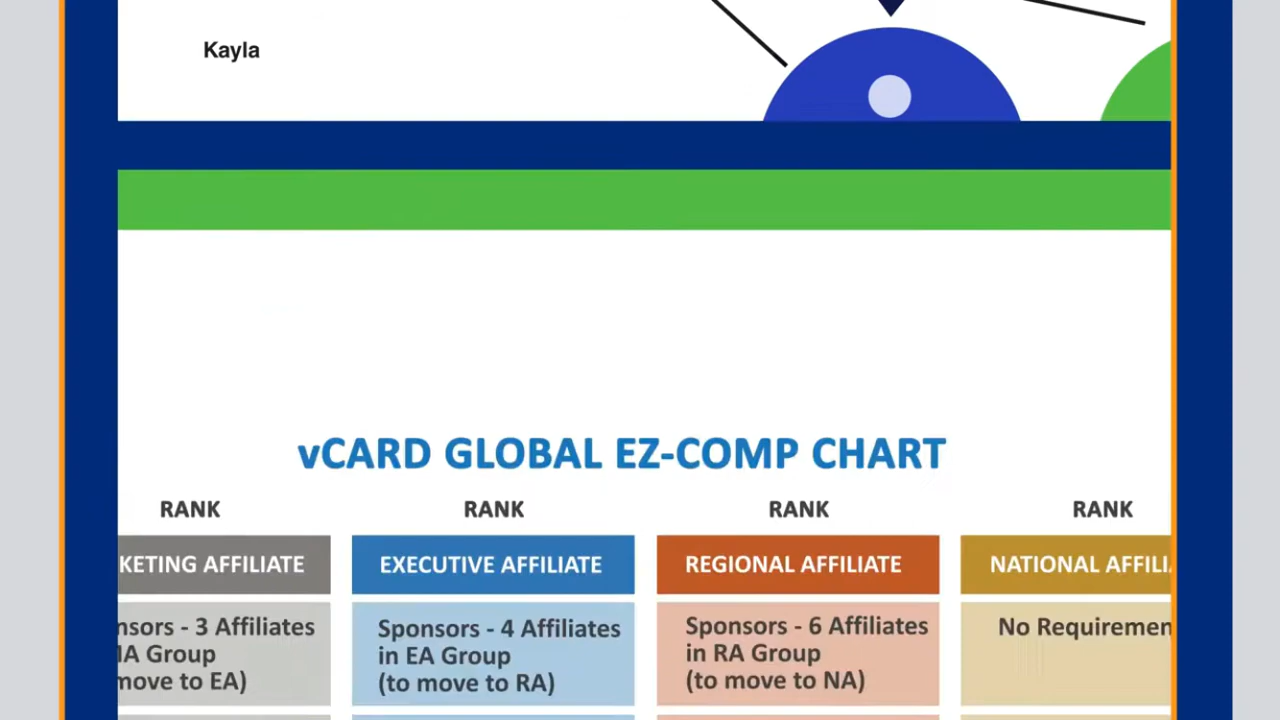 Kayla
vCARD GLOBAL EZ-COMP CHART
RANK RANK RANK RANK
KETING AFFILIATE EXECUTIVE AFFILIATE REGIONAL AFFILIATE NATIONAL AFFILI
nsors - 3 Affiliates Sponsors - 4 Affiliates Sponsors - 6 Affiliates No Requiremen
IA Group in EA Group in RA Group
move to EA) (to move to RA) (to move to NA)